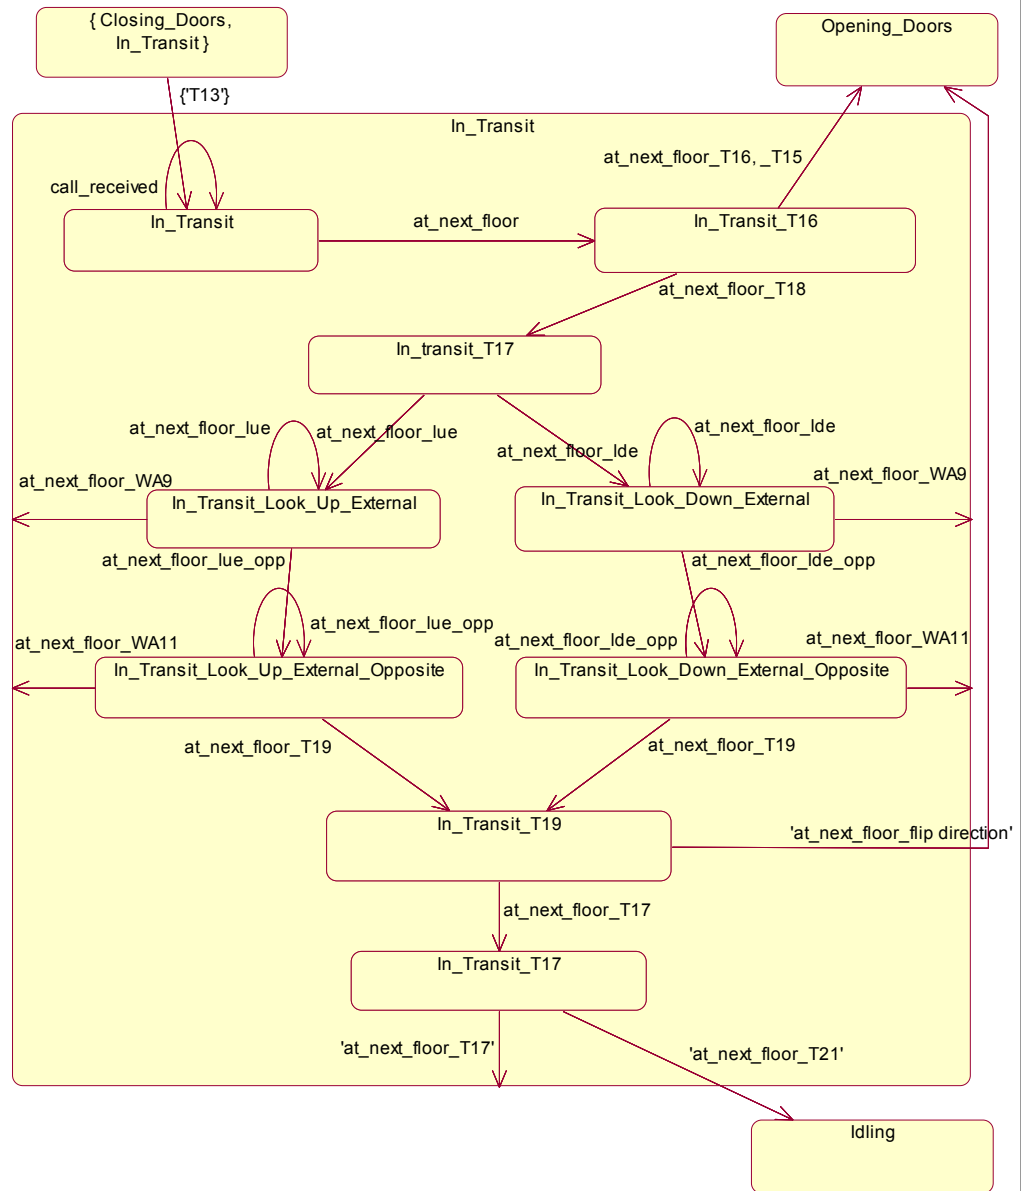 { Closing_Doors,
In_Transit }
Opening_Doors
{'T13'}
In_Transit
at_next_floor_T16, _T15
call_received
In_Transit
at_next_floor
In_Transit_T16
at_next_floor_T18
In_transit_T17
at_next_floor_lue
at_next_floor_lue
at_next_floor_lde
at_next_floor_lde
at_next_floor_WA9
at_next_floor_WA9
In_Transit_Look_Up_External
In_Transit_Look_Down_External
at_next_floor_lue_opp
at_next_floor_lde_opp
at_next_floor_lue_opp
at_next_floor_lde_opp
at_next_floor_WA11
at_next_floor_WA11
In_Transit_Look_Up_External_Opposite
In_Transit_Look_Down_External_Opposite
at_next_floor_T19
at_next_floor_T19
In_Transit_T19
'at_next_floor_flip direction'
at_next_floor_T17
In_Transit_T17
'at_next_floor_T17'
'at_next_floor_T21'
Idling